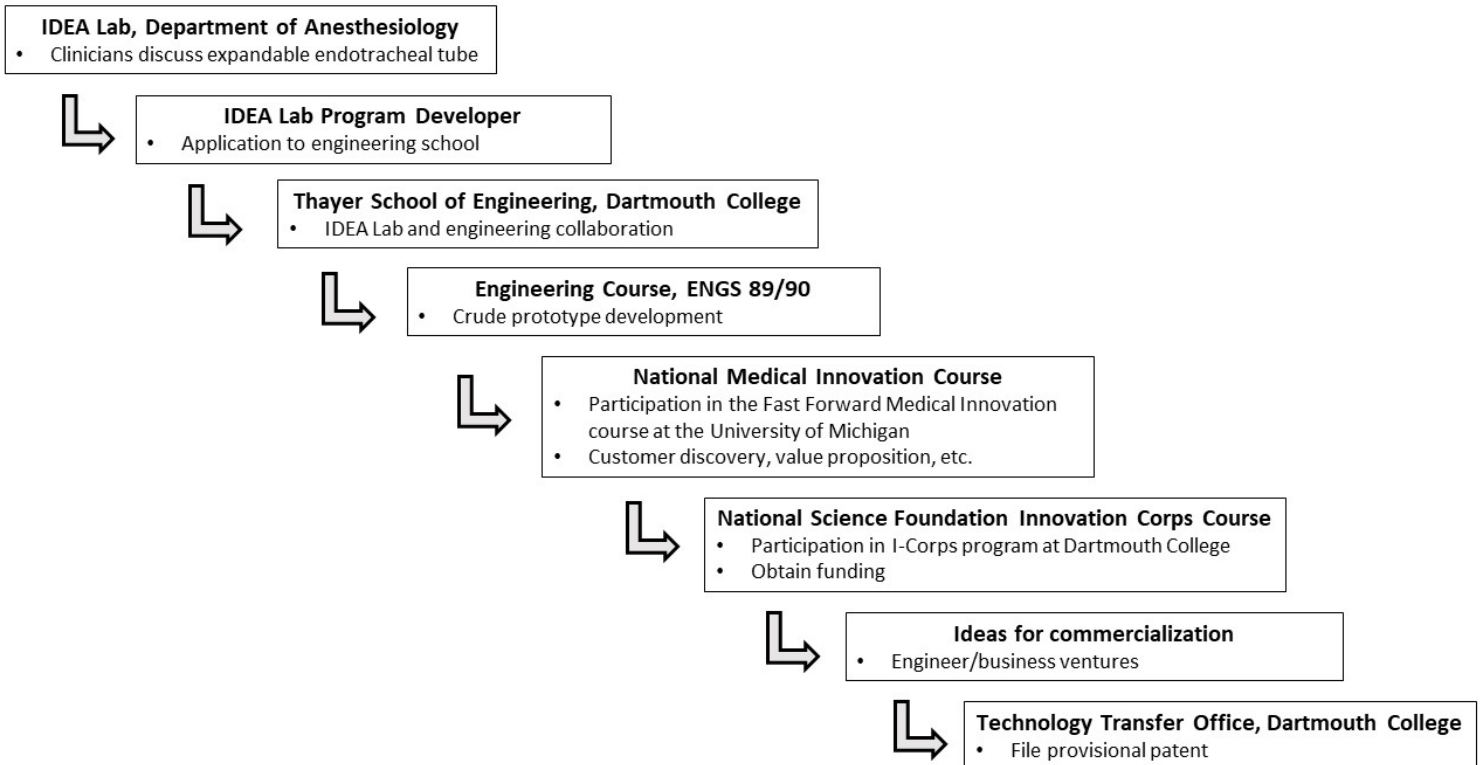 IDEA Lab, Department of Anesthesiology
• Clinicians discuss expandable endotracheal tube
IDEA Lab Program Developer
• Application to engineering school
Thayer School of Engineering, Dartmouth College
• IDEA Lab and engineering collaboration
Engineering Course, ENGS 89/90
• Crude prototype development
National Medical Innovation Course
• Participation in the Fast Forward Medical Innovation
course at the University of Michigan
• Customer discovery, value proposition, etc.
National Science Foundation Innovation Corps Course
• Participation in I-Corps program at Dartmouth College
• Obtain funding
Ideas for commercialization
• Engineer/business ventures
Technology Transfer Office, Dartmouth College
• File provisional patent